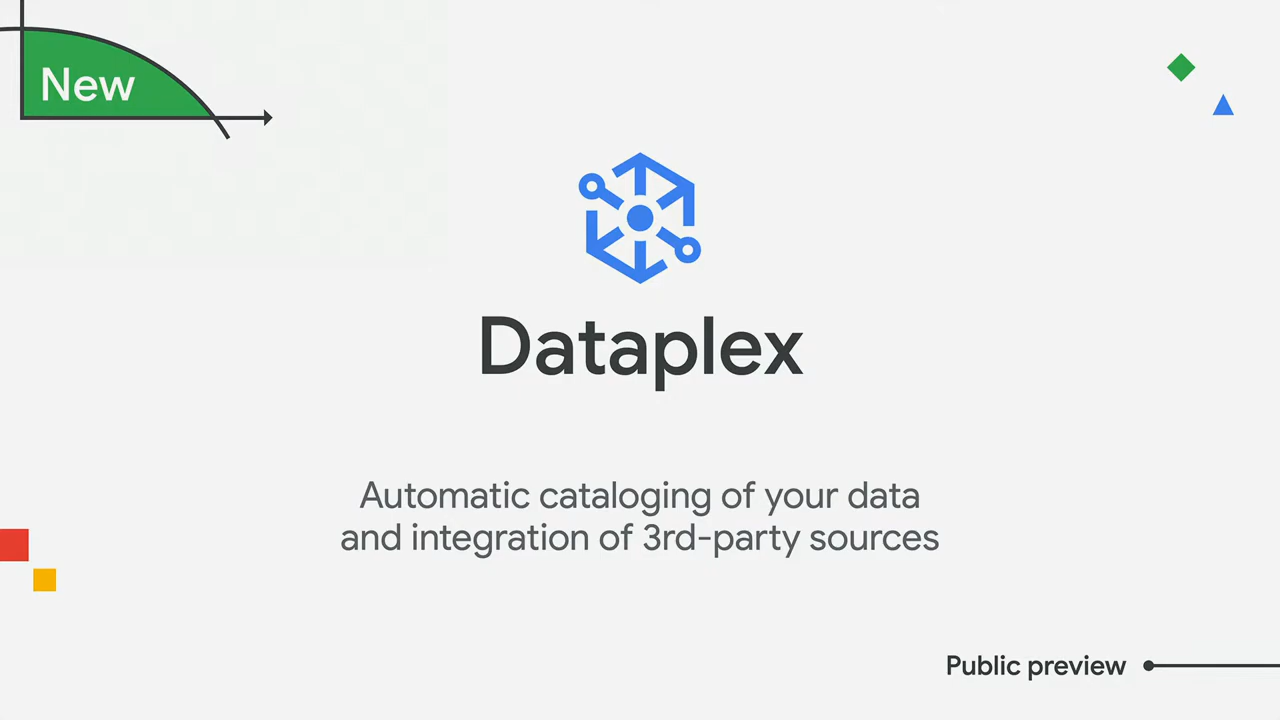 New
Dataplex
Automatic cataloging of your data
and integration of 3rd-party sources
Public preview